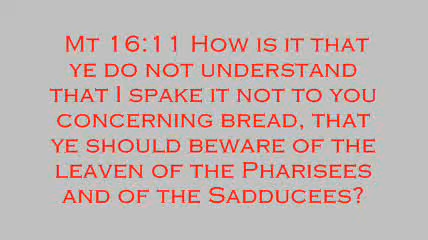 Mt 16:11 How is it that
ye do not understand
that I spake it not to you
concerning bread, that
ye should beware of the
leaven of the Pharisees
and of the Sadducees?